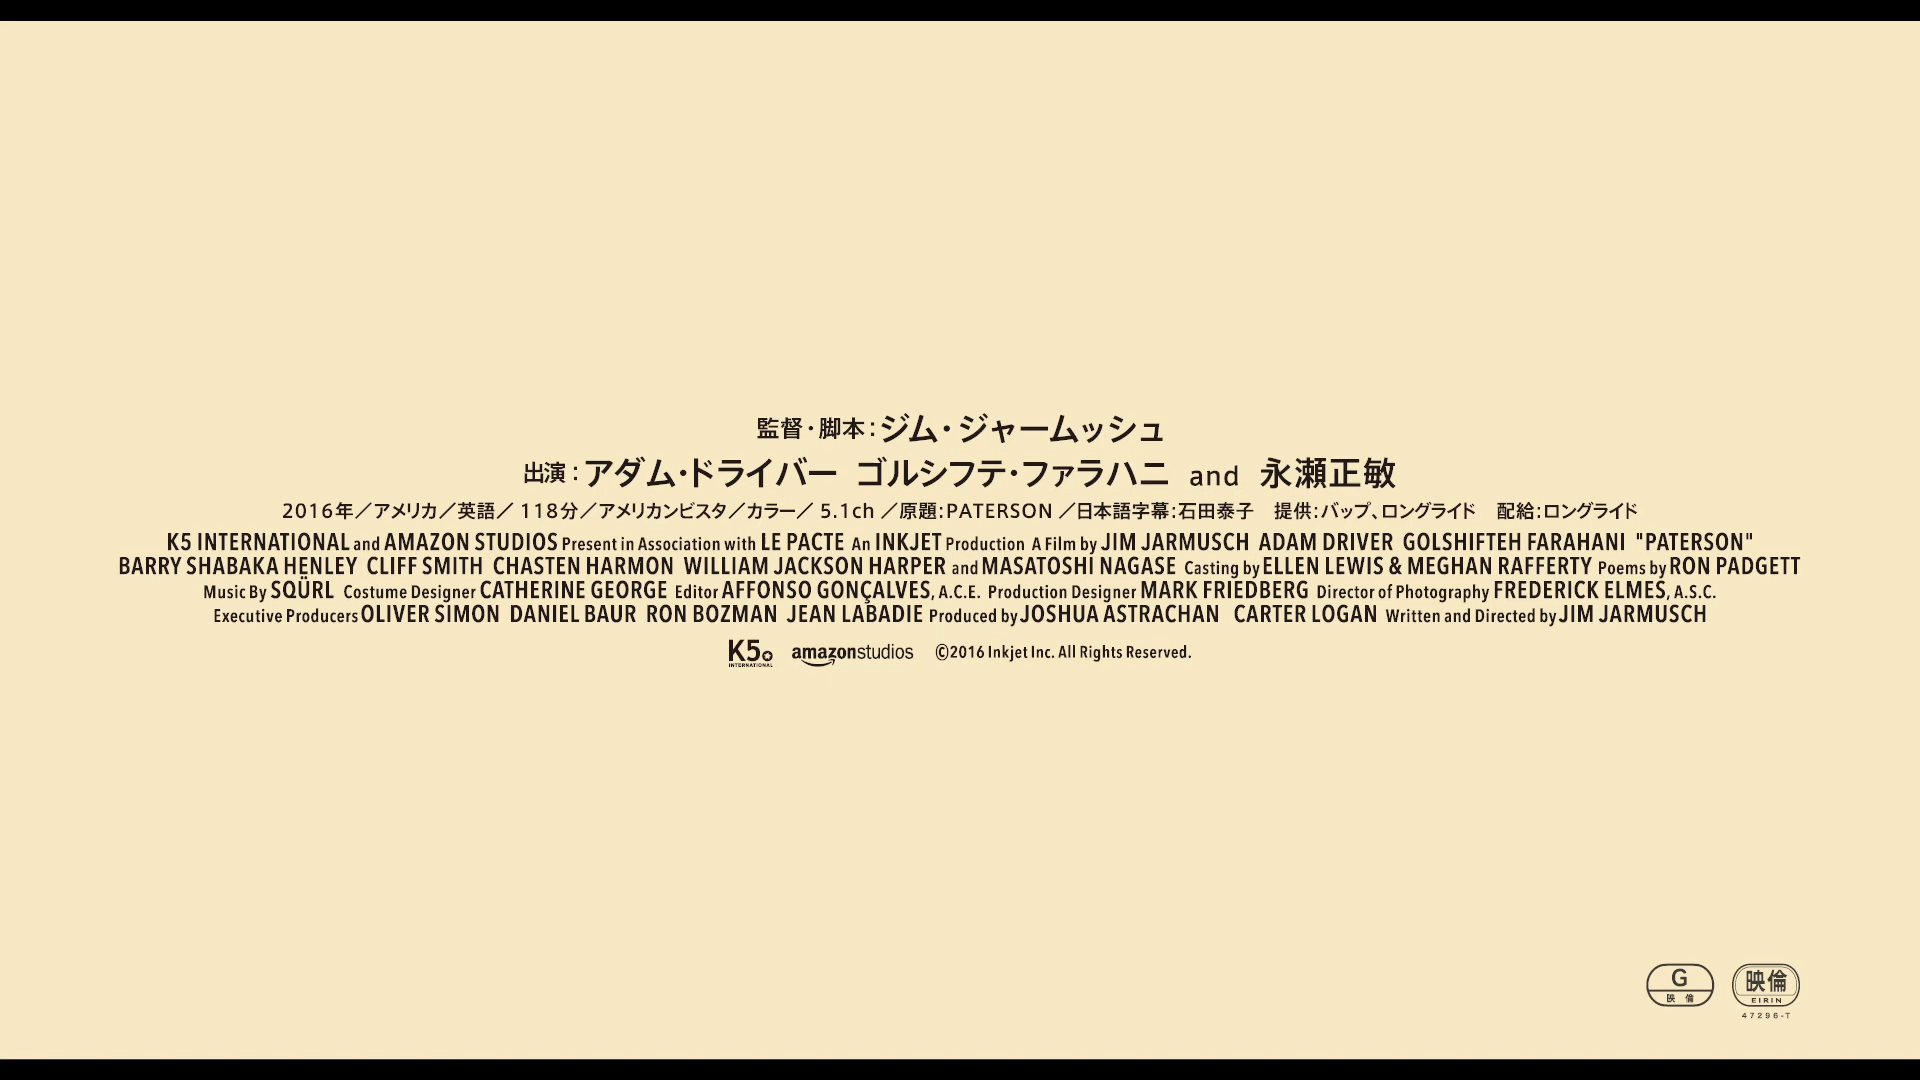 監督・脚本:ジム・ジャームッシュ
出演:アダム・ドライバー ゴルシフテ・ファラハニ and 永瀬正敏
2016年／アメリカ／英語／ 118分／アメリカンビスタ／カラー／ 5.1ch ／原題:PATERSON ／日本語字幕:石田泰子 提供:バップ、ロングライド 配給:ロングライド
K5 INTERNATIONAL and AMAZON STUDIOS Present in Association with LE PACTE An INKJET Production A Film by JIM JARMUSCH ADAM DRIVER GOLSHIFTEH FARAHANI "PATERSON"
BARRY SHABAKA HENLEY CLIFF SMITH CHASTEN HARMON WILLIAM JACKSON HARPER and MASATOSHI NAGASE Casting by ELLEN LEWIS & MEGHAN RAFFERTY Poems by RON PADGETT
Music By SQÜRL Costume Designer CATHERINE GEORGE Editor AFFONSO GONÇALVES, A.C.E. Production Designer MARK FRIEDBERG Director of Photography FREDERICK ELMES, A.S.C.
Executive Producers OLIVER SIMON DANIEL BAUR RON BOZMAN JEAN LABADIE Produced by JOSHUA ASTRACHAN CARTER LOGAN Written and Directed by JIM JARMUSCH
K5 INTERNATIONAL amazonstudios ©2016 Inkjet Inc. All Rights Reserved.
G 映倫
映倫 EIRIN
47296-T